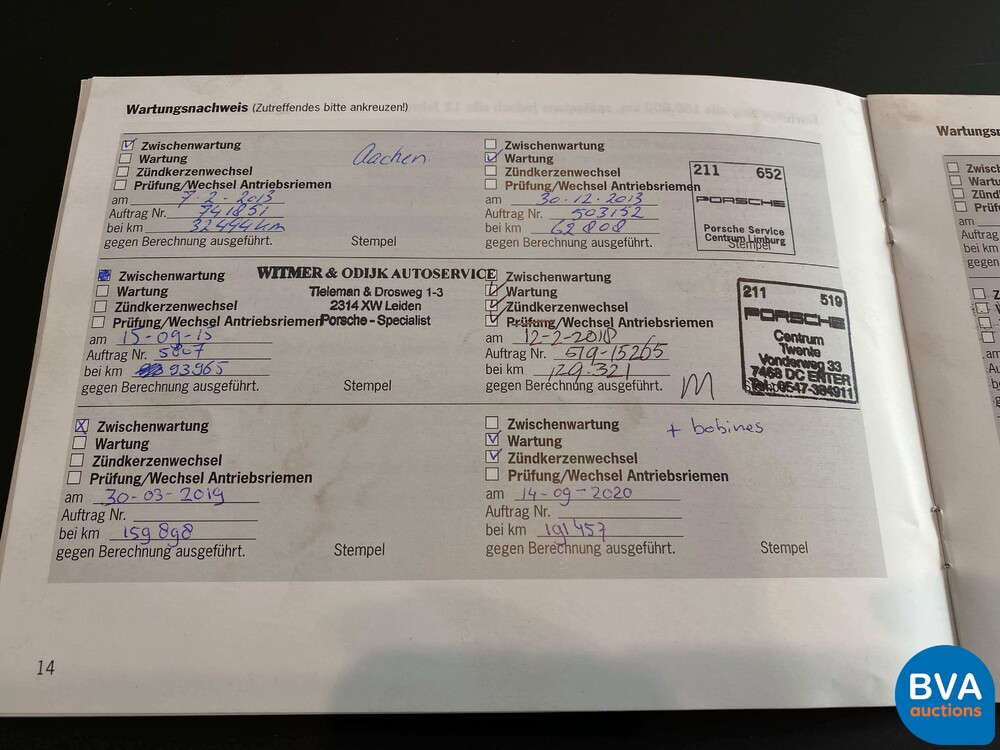 Wartungsnachweis (Zutreffendes bitte ankreuzen!)
Zwischenwartung
Wartung
Zündkerzenwechsel
Prüfung/Wechsel Antriebsriemen
Aachen.
am 7-2-2013
Auftrag Nr. 741851
bei km 32444 km
gegen Berechnung ausgeführt.
Stempel
Zwischenwartung
Wartung
Zündkerzenwechsel
Prüfung/Wechsel Antriebsriemen
am 30.12.2013
Auftrag Nr. 503152
bei km 62808
gegen Berechnung ausgeführt.
Stempel
211 652
PORSCHE
Porsche Service
Centrum Limburg
Zwischenwartung
Wartung
Zündkerzenwechsel
Prüfung/Wechsel Antriebsriemen
am 15-09-15
Auftrag Nr. 5807
bei km 93965
gegen Berechnung ausgeführt.
Stempel
WITMER & ODIJK AUTOSERVICE
Tieleman & Drosweg 1-3
2314 XW Leiden
Porsche - Specialist
Zwischenwartung
Wartung
Zündkerzenwechsel
Prüfung/Wechsel Antriebsriemen
am 12-2-2018
Auftrag Nr. 519-15265
bei km 129.321
gegen Berechnung ausgeführt.
211 519
PORSCHE
Centrum
Twente
Vonderweg 33
7468 DC ENTER
Tel. 0547-384911
Zwischenwartung
Wartung
Zündkerzenwechsel
Prüfung/Wechsel Antriebsriemen
am 30-03-2019
Auftrag Nr.
bei km 159898
gegen Berechnung ausgeführt.
Stempel
Zwischenwartung
Wartung
Zündkerzenwechsel
Prüfung/Wechsel Antriebsriemen
+ bobines
am 14-09-2020
Auftrag Nr.
bei km 191457
gegen Berechnung ausgeführt.
Stempel
14
BVA
auctions